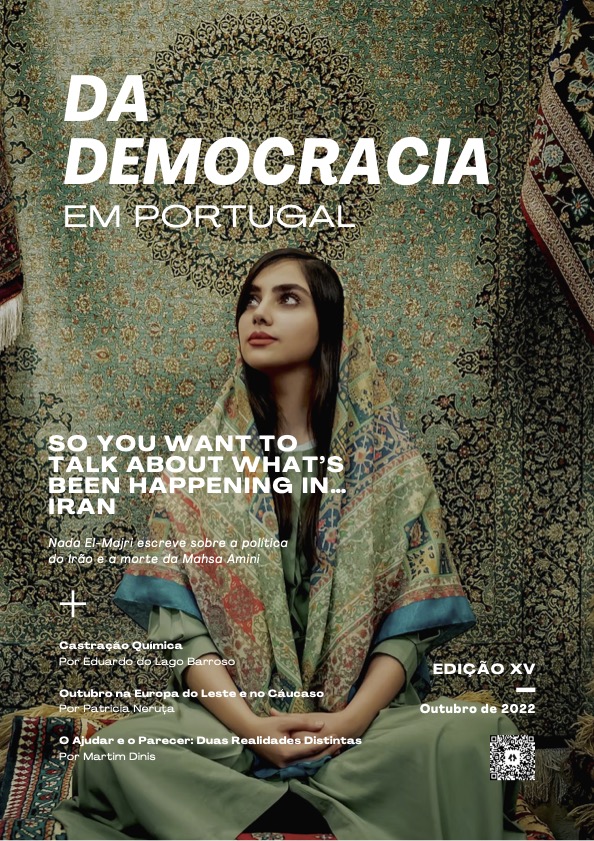 DA
DEMOCRACIA
EM PORTUGAL
SO YOU WANT TO
TALK ABOUT WHAT'S
BEEN HAPPENING IN...
IRAN
Nada El-Majri escreve sobre a política
do Irão e a morte da Mahsa Amini
+
Castração Química
Por Eduardo do Lago Barroso
Outubro na Europa do Leste e no Cáucaso
Por Patricia Neruța
O Ajudar e o Parecer: Duas Realidades Distintas
Por Martim Dinis
EDIÇÃO XV
Outubro de 2022